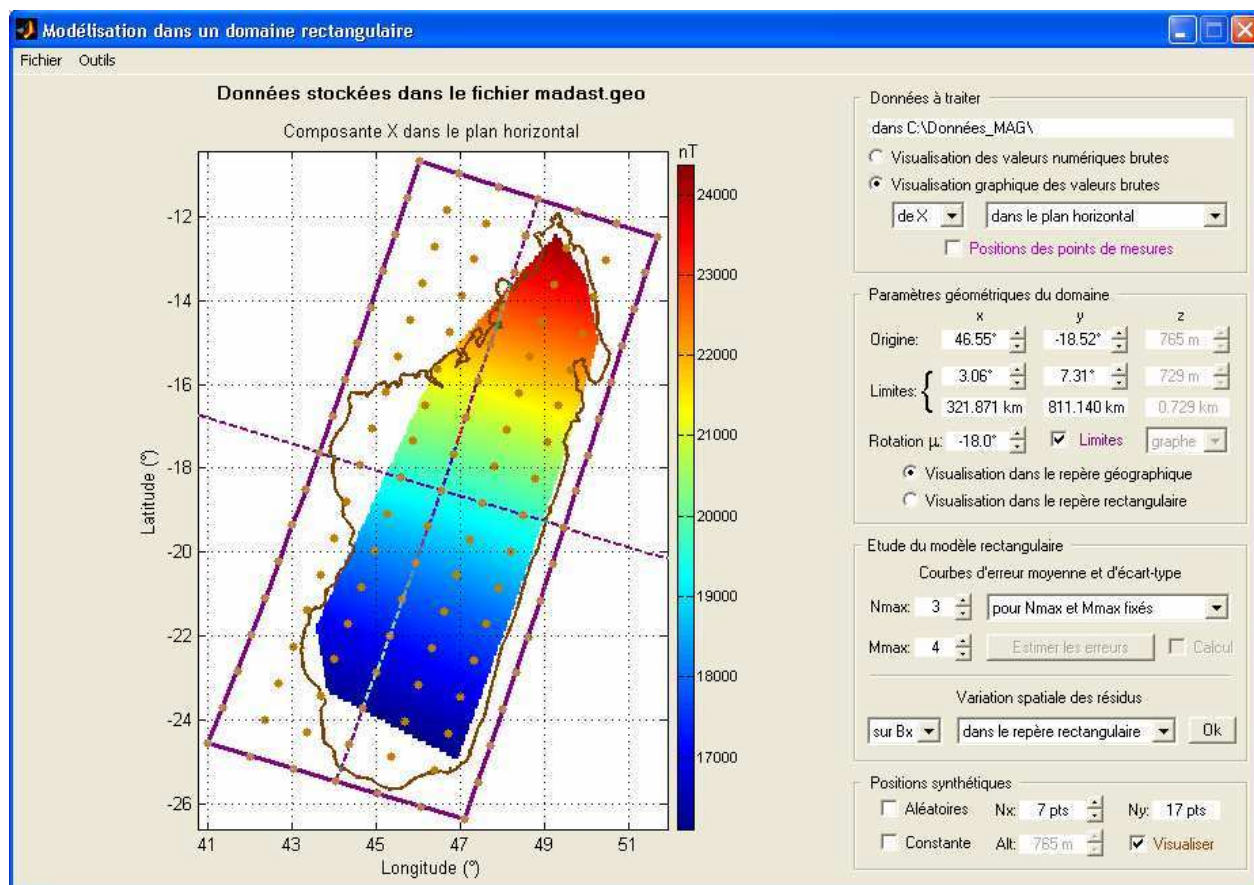 Modélisation dans un domaine rectangulaire
Fichier Outils
Données stockées dans le fichier madast.geo
Composante X dans le plan horizontal
nT
24000
23000
22000
21000
20000
19000
18000
17000
-12
-14
-16
-18
-20
-22
-24
-26
Latitude (°)
41 43 45 47 49 51
Longitude (°)
Données à traiter
dans C:\Données_MAG\
Visualisation des valeurs numériques brutes
Visualisation graphique des valeurs brutes
de X dans le plan horizontal
Positions des points de mesures
Paramètres géométriques du domaine
x y z
Origine: 46.55° -18.52° 765 m
Limites: { 3.06° 7.31° 729 m
321.871 km 811.140 km 0.729 km
Rotation µ: -18.0° Limites graphe
Visualisation dans le repère géographique
Visualisation dans le repère rectangulaire
Etude du modèle rectangulaire
Courbes d'erreur moyenne et d'écart-type
Nmax: 3 pour Nmax et Mmax fixés
Mmax: 4 Estimer les erreurs Calcul
Variation spatiale des résidus
sur Bx dans le repère rectangulaire Ok
Positions synthétiques
Aléatoires Nx: 7 pts Ny: 17 pts
Constante Alt: 765 m Visualiser